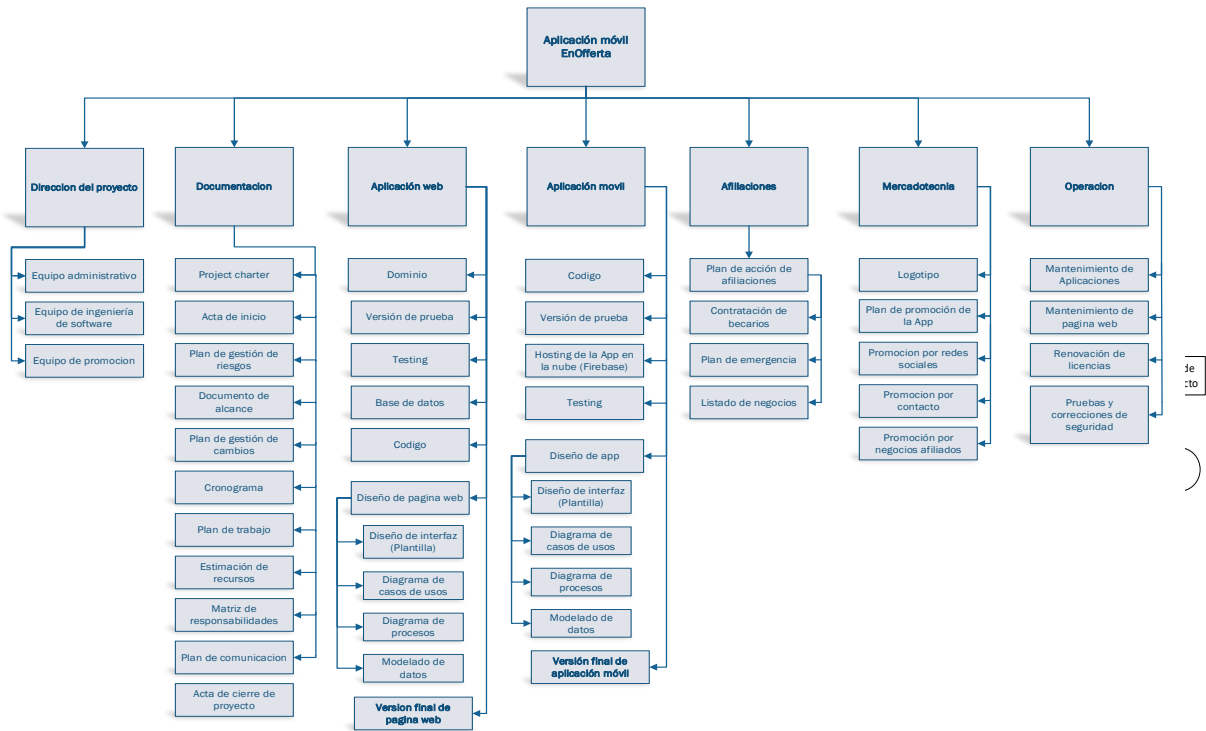 Aplicación móvil
EnOfferta
Direccion del proyecto
Equipo administrativo
Equipo de ingeniería
de software
Equipo de promocion
Documentacion
Project charter
Acta de inicio
Plan de gestión de
riesgos
Documento de
alcance
Plan de gestión de
cambios
Cronograma
Plan de trabajo
Estimación de
recursos
Matriz de
responsabilidades
Plan de comunicacion
Acta de cierre de
proyecto
Aplicación web
Dominio
Versión de prueba
Testing
Base de datos
Codigo
Diseño de pagina web
Diseño de interfaz
(Plantilla)
Diagrama de
casos de usos
Diagrama de
procesos
Modelado de
datos
Version final de
pagina web
Aplicación movil
Codigo
Versión de prueba
Hosting de la App en
la nube (Firebase)
Testing
Diseño de app
Diseño de interfaz
(Plantilla)
Diagrama de
casos de usos
Diagrama de
procesos
Modelado de
datos
Versión final de
aplicación móvil
Afiliaciones
Plan de acción de
afiliaciones
Contratación de
becarios
Plan de emergencia
Listado de negocios
Mercadotecnia
Logotipo
Plan de promoción de
la App
Promocion por redes
sociales
Promocion por
contacto
Promoción por
negocios afiliados
Operacion
Mantenimiento de
Aplicaciones
Mantenimiento de
pagina web
Renovación de
licencias
Pruebas y
correcciones de
seguridad
de
cto